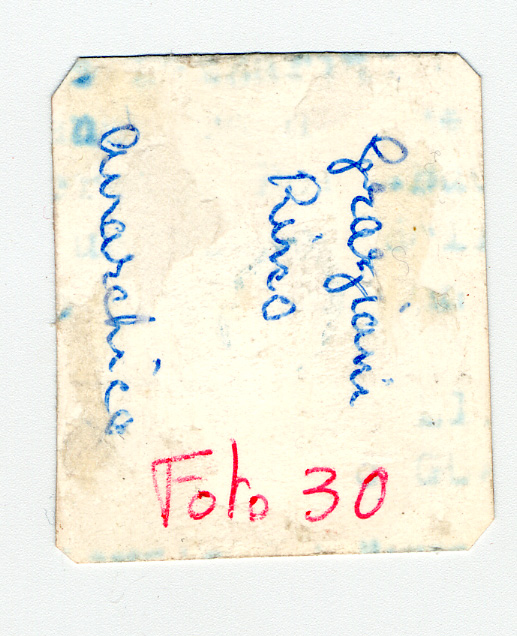 Graziani
Rino
anarchico
Foto 30